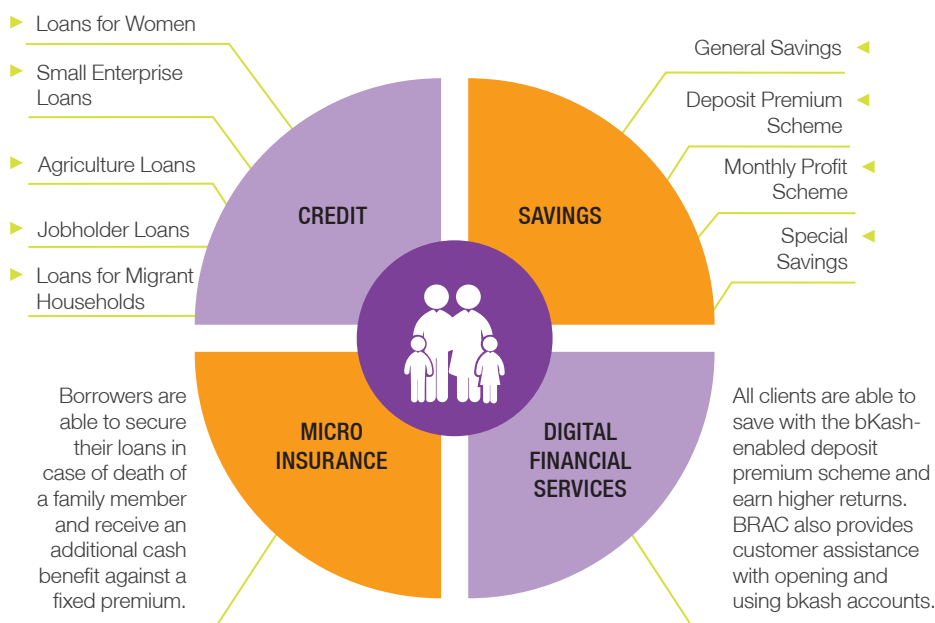 Loans for Women
Small Enterprise
Loans
Agriculture Loans
Jobholder Loans
Loans for Migrant
Households
CREDIT
General Savings
Deposit Premium
Scheme
Monthly Profit
Scheme
Special
Savings
SAVINGS
Borrowers are
able to secure
their loans in
case of death of
a family member
and receive an
additional cash
benefit against a
fixed premium.
MICRO
INSURANCE
DIGITAL
FINANCIAL
SERVICES
All clients are able to
save with the bKash-
enabled deposit
premium scheme and
earn higher returns.
BRAC also provides
customer assistance
with opening and
using bkash accounts.